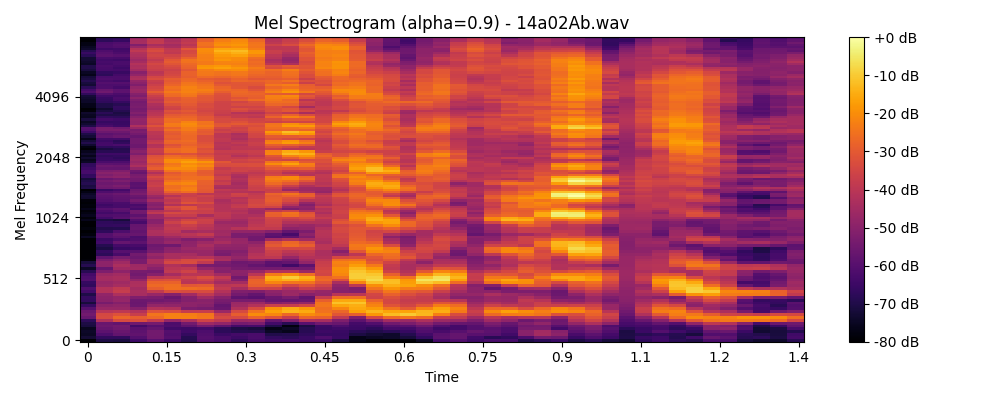 Mel Spectrogram (alpha=0.9) - 14a02Ab.wav
Mel Frequency
4096
2048
1024
512
0
0 0.15 0.3 0.45 0.6 0.75 0.9 1.1 1.2 1.4
Time
+0 dB
-10 dB
-20 dB
-30 dB
-40 dB
-50 dB
-60 dB
-70 dB
-80 dB